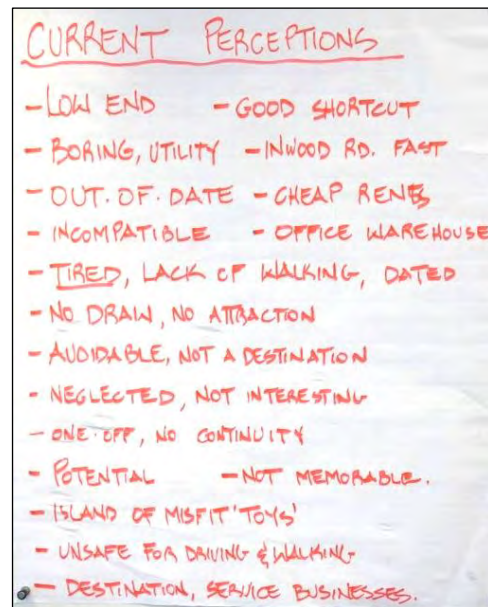 CURRENT PERCEPTIONS
- LOW END - GOOD SHORTCUT
- BORING, UTILITY - INWOOD RD. FAST
- OUT. OF. DATE - CHEAP RENTS
- INCOMPATIBLE - OFFICE WAREHOUSE
- TIRED, LACK OF WALKING, DATED
- NO DRAW, NO ATTRACTION
- AVOIDABLE, NOT A DESTINATION
- NEGLECTED, NOT INTERESTING
- ONE-OFF, NO CONTINUITY
- POTENTIAL - NOT MEMORABLE.
- ISLAND OF MISFIT 'TOYS'
- UNSAFE FOR DRIVING & WALKING
- DESTINATION, SERVICE BUSINESSES.